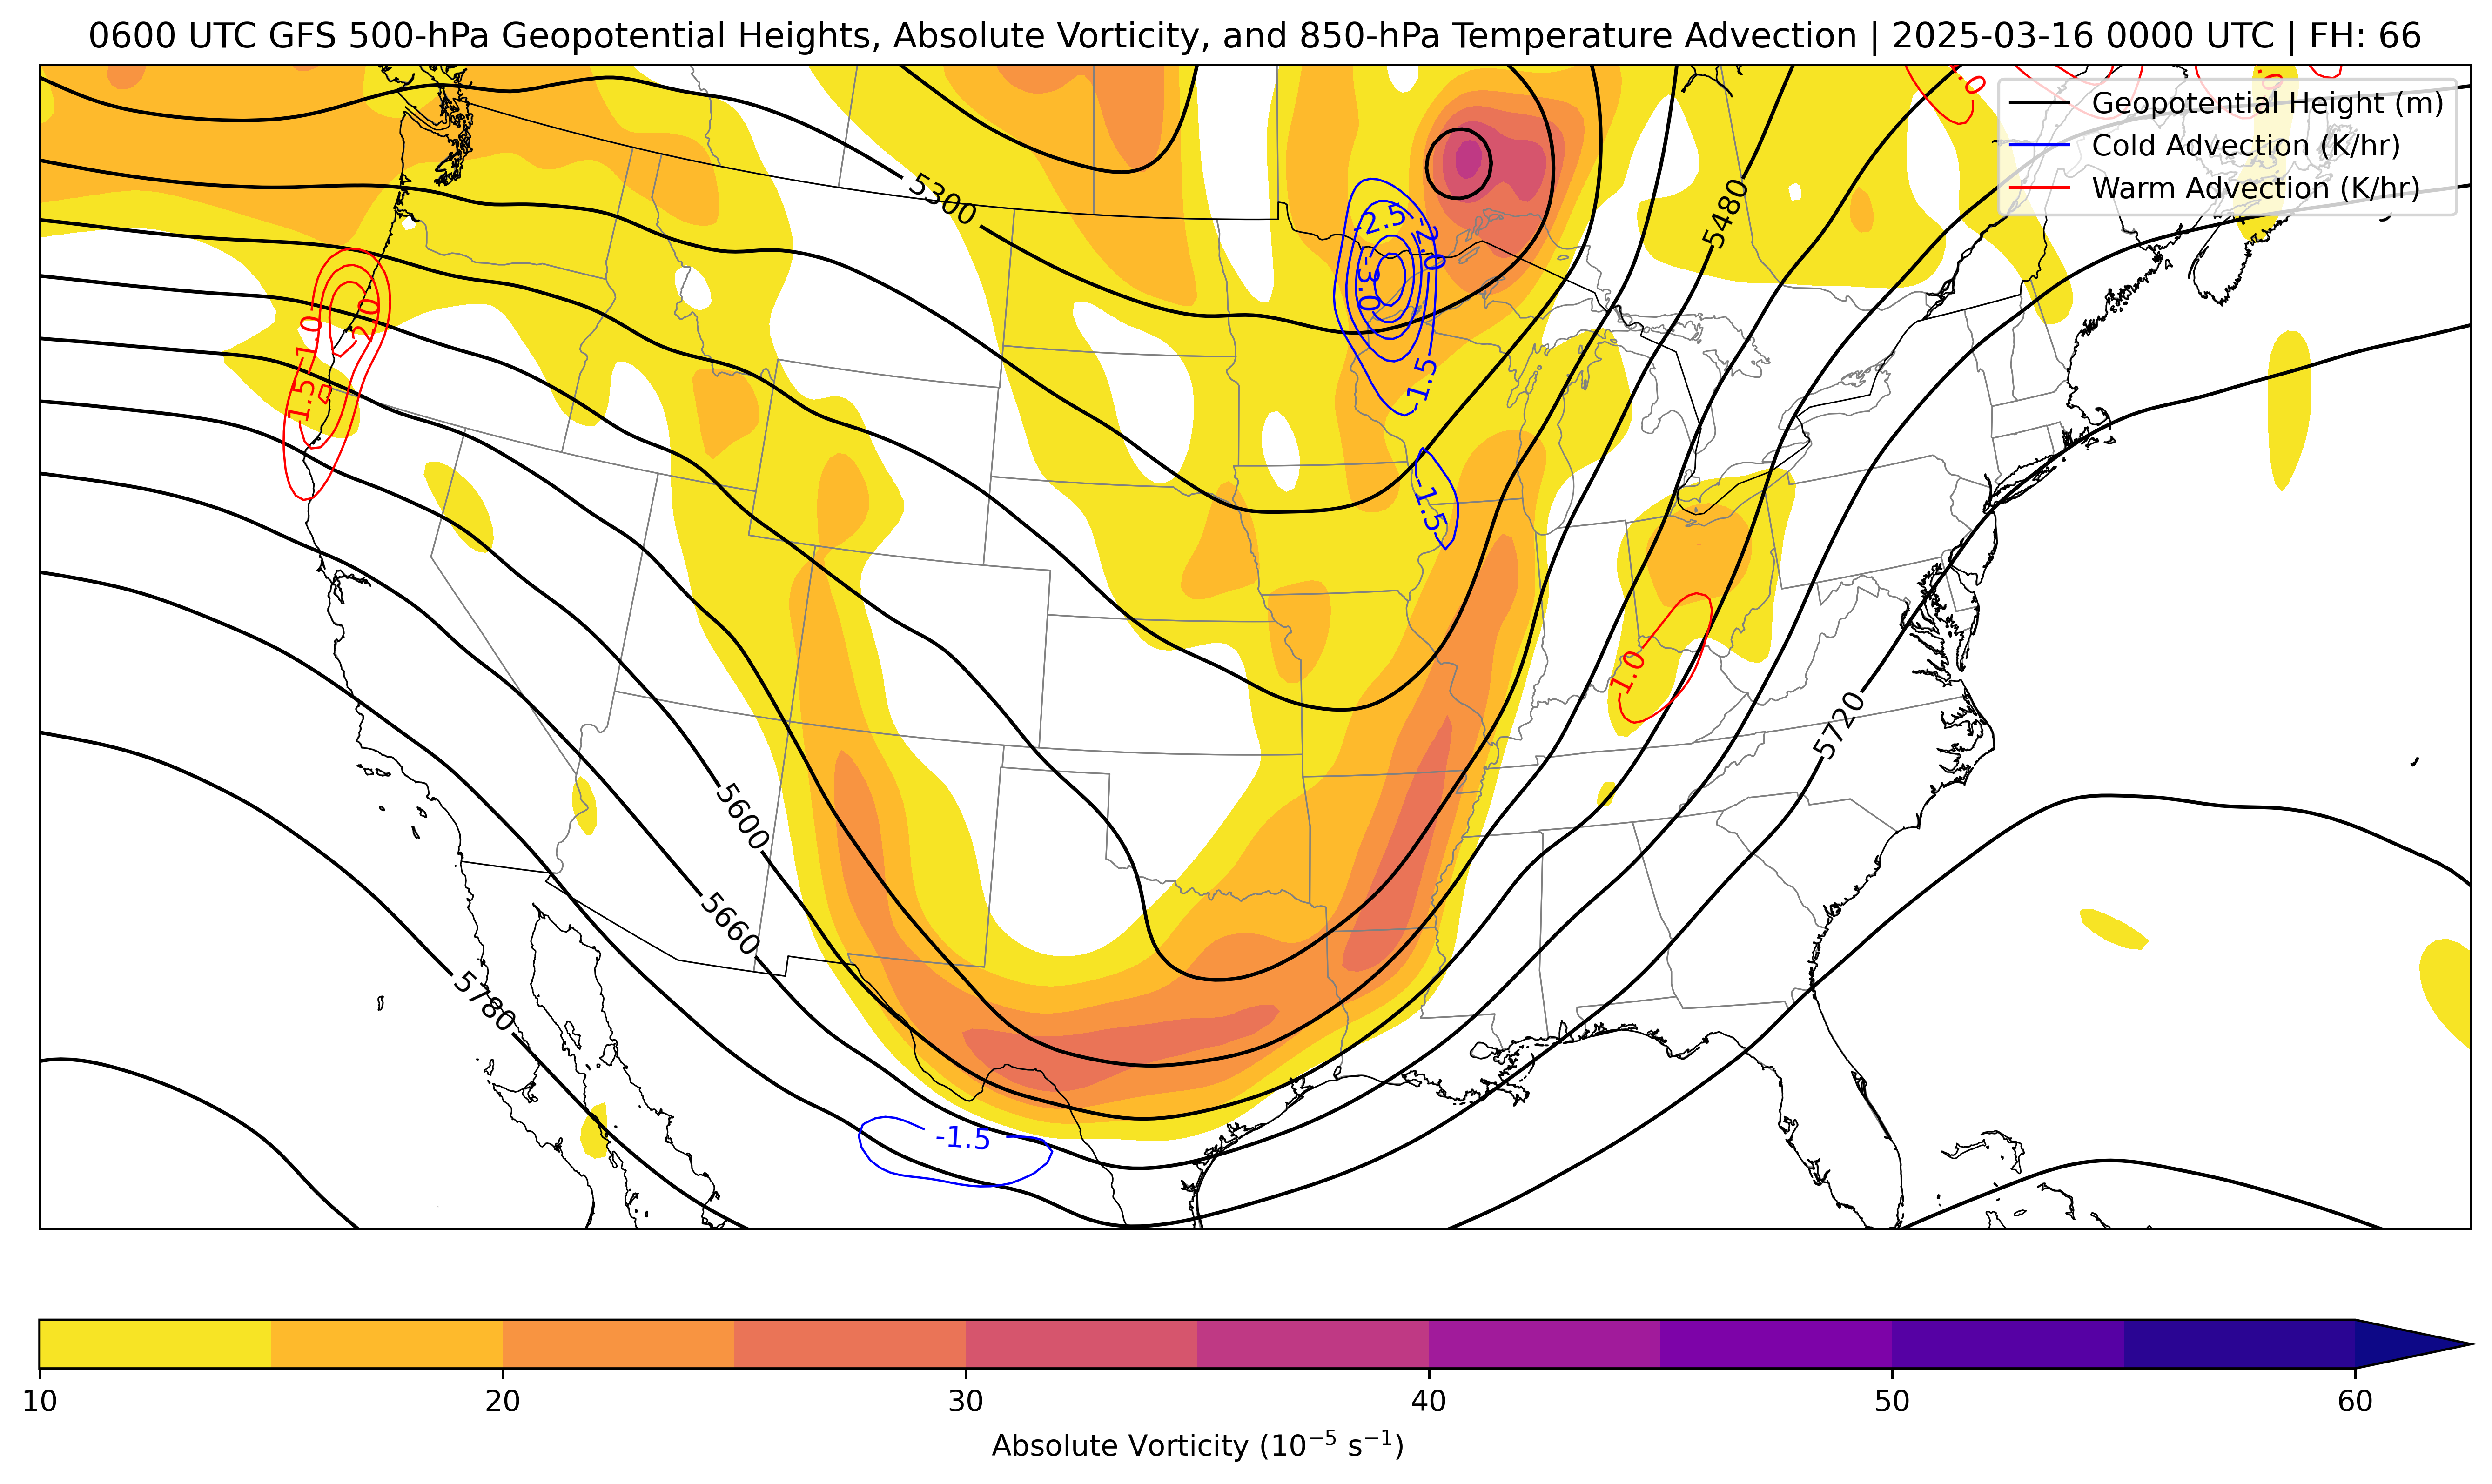 0600 UTC GFS 500-hPa Geopotential Heights, Absolute Vorticity, and 850-hPa Temperature Advection | 2025-03-16 0000 UTC | FH: 66
Geopotential Height (m)
Cold Advection (K/hr)
Warm Advection (K/hr)
5300
5480
-2.5
-2.0
-3.0
-1.5
-1.5
1.0
2.0
1.5
1.0
5720
5600
5660
5780
-1.5
10 20 30 40 50 60
Absolute Vorticity (10⁻⁵ s⁻¹)